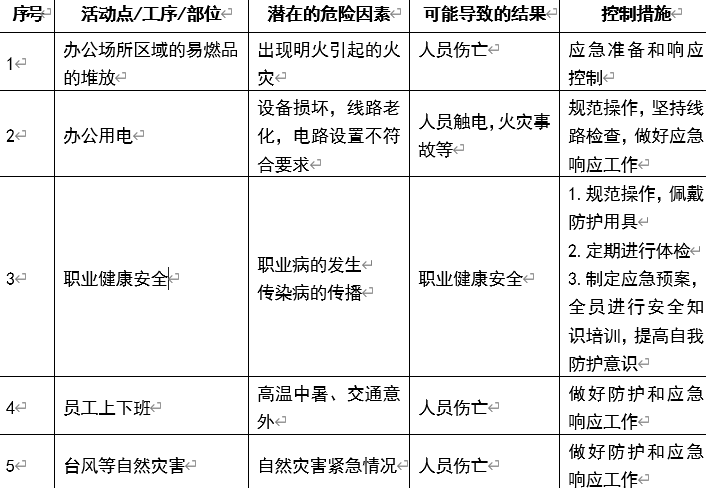 序号 活动点/工序/部位 潜在的危险因素 可能导致的结果 控制措施
1
办公场所区域的易燃品
的堆放
出现明火引起的火
灾
人员伤亡
应急准备和响应
控制
2
办公用电
设备损坏，线路老
化，电路设置不符
合要求
人员触电，火灾事
故等
规范操作，坚持线
路检查，做好应急
响应工作
3
职业健康安全
职业病的发生
传染病的传播
职业健康安全
1.规范操作，佩戴
防护用具
2.定期进行体检
3.制定应急预案，
全员进行安全知
识培训，提高自我
防护意识
4
员工上下班
高温中暑、交通意
外
人员伤亡
做好防护和应急
响应工作
5
台风等自然灾害
自然灾害紧急情况
人员伤亡
做好防护和应急
响应工作